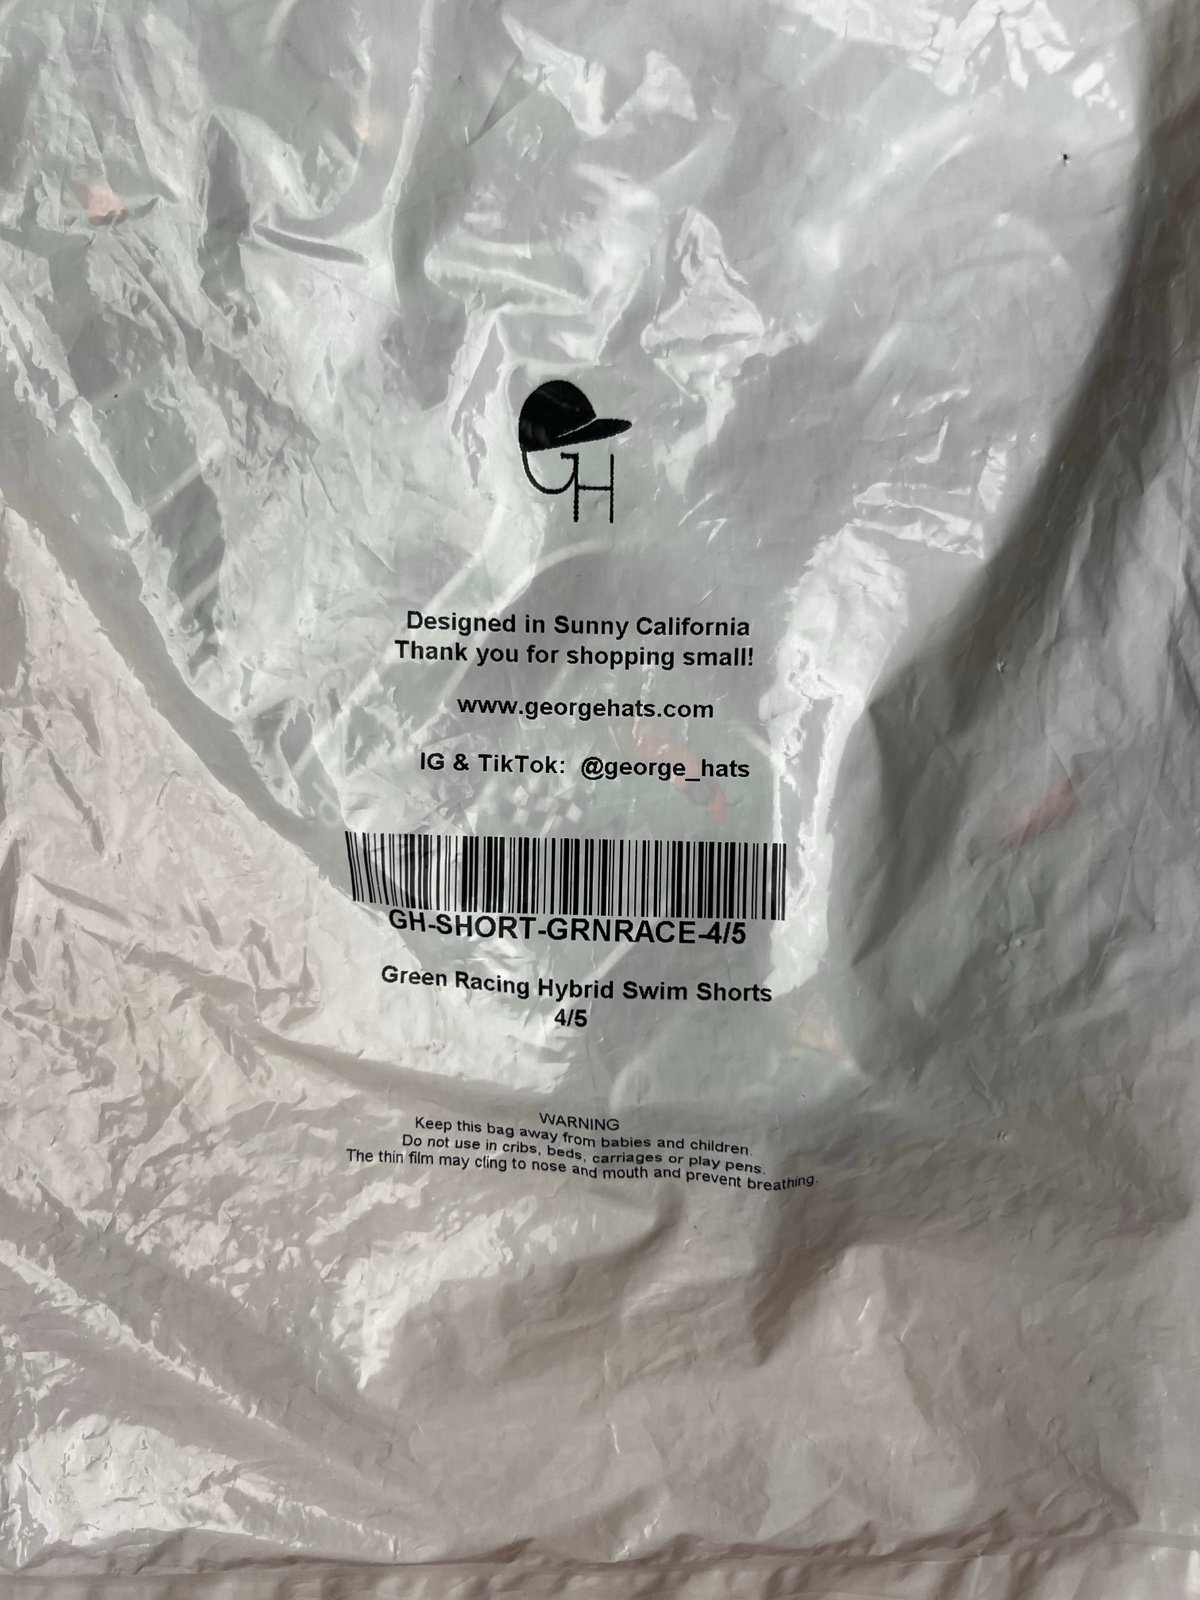 GH
Designed in Sunny California
Thank you for shopping small!
www.georgehats.com
IG & TikTok: @george_hats
GH-SHORT-GRNRACE-4/5
Green Racing Hybrid Swim Shorts
4/5
WARNING
Keep this bag away from babies and children.
Do not use in cribs, beds, carriages or play pens.
The thin film may cling to nose and mouth and prevent breathing.